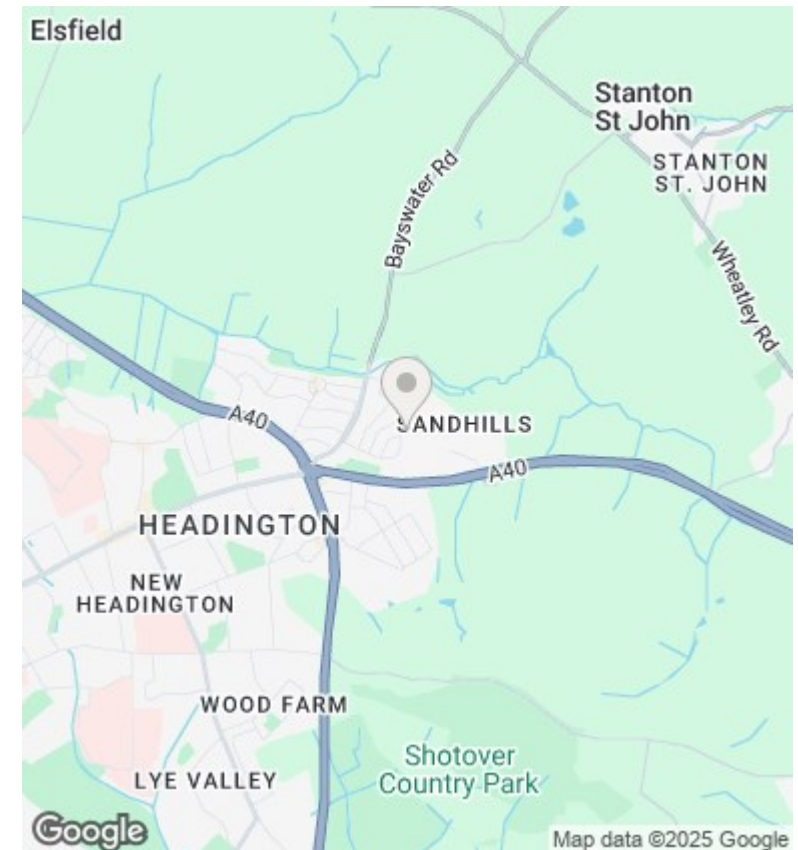 Elsfield
Stanton
St John
STANTON
ST. JOHN
Bayswater Rd
Wheatley Rd
A40
SANDHILLS
A40
HEADINGTON
NEW
HEADINGTON
WOOD FARM
LYE VALLEY
Shotover
Country Park
Google
Map data ©2025 Google